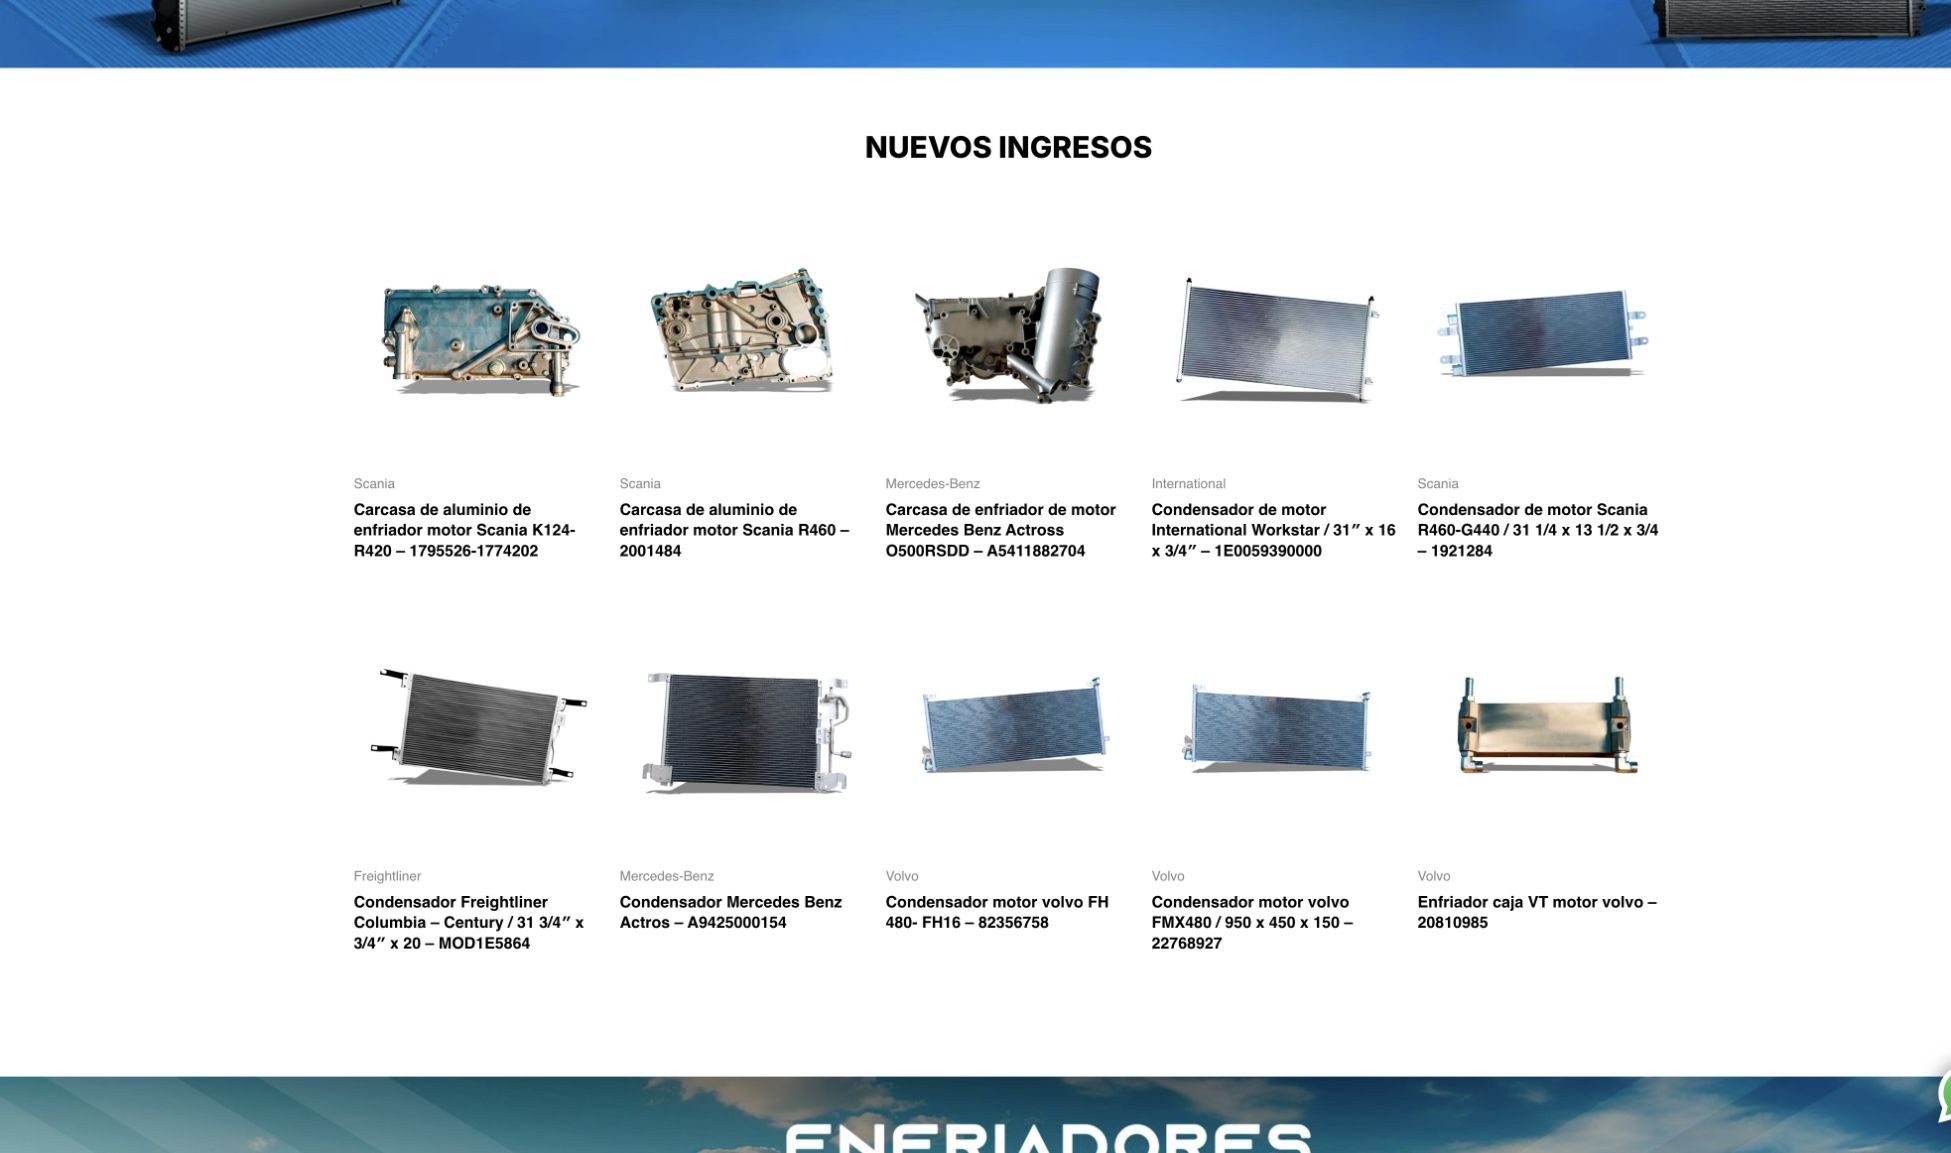 NUEVOS INGRESOS
Scania
Carcasa de aluminio de
enfriador motor Scania K124-
R420 – 1795526-1774202
Scania
Carcasa de aluminio de
enfriador motor Scania R460 –
2001484
Mercedes-Benz
Carcasa de enfriador de motor
Mercedes Benz Actross
O500RSDD – A5411882704
International
Condensador de motor
International Workstar / 31″ x 16
x 3/4″ – 1E0059390000
Scania
Condensador de motor Scania
R460-G440 / 31 1/4 x 13 1/2 x 3/4
– 1921284
Freightliner
Condensador Freightliner
Columbia – Century / 31 3/4″ x
3/4″ x 20 – MOD1E5864
Mercedes-Benz
Condensador Mercedes Benz
Actros – A9425000154
Volvo
Condensador motor volvo FH
480- FH16 – 82356758
Volvo
Condensador motor volvo
FMX480 / 950 x 450 x 150 –
22768927
Volvo
Enfriador caja VT motor volvo –
20810985
ENFRIADORES